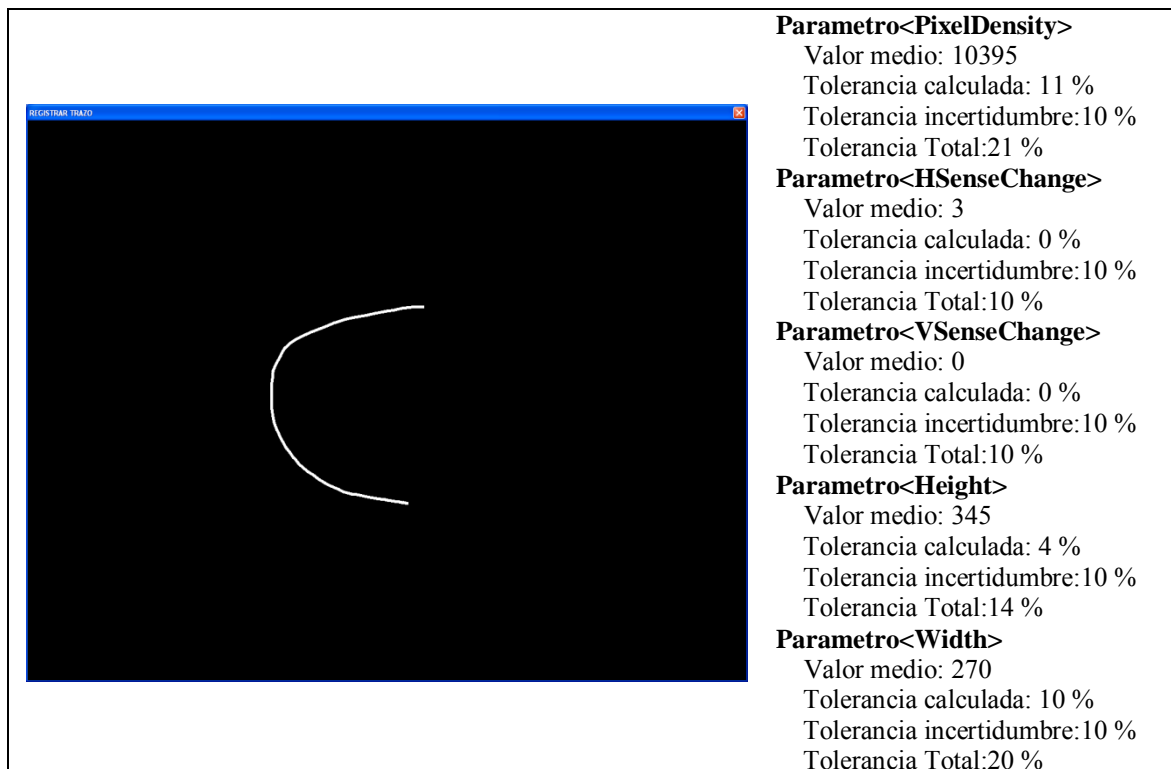 REGISTRAR TRAZO
Parametro<PixelDensity>
Valor medio: 10395
Tolerancia calculada: 11 %
Tolerancia incertidumbre:10 %
Tolerancia Total:21 %
Parametro<HSenseChange>
Valor medio: 3
Tolerancia calculada: 0 %
Tolerancia incertidumbre:10 %
Tolerancia Total:10 %
Parametro<VSenseChange>
Valor medio: 0
Tolerancia calculada: 0 %
Tolerancia incertidumbre:10 %
Tolerancia Total:10 %
Parametro<Height>
Valor medio: 345
Tolerancia calculada: 4 %
Tolerancia incertidumbre:10 %
Tolerancia Total:14 %
Parametro<Width>
Valor medio: 270
Tolerancia calculada: 10 %
Tolerancia incertidumbre:10 %
Tolerancia Total:20 %